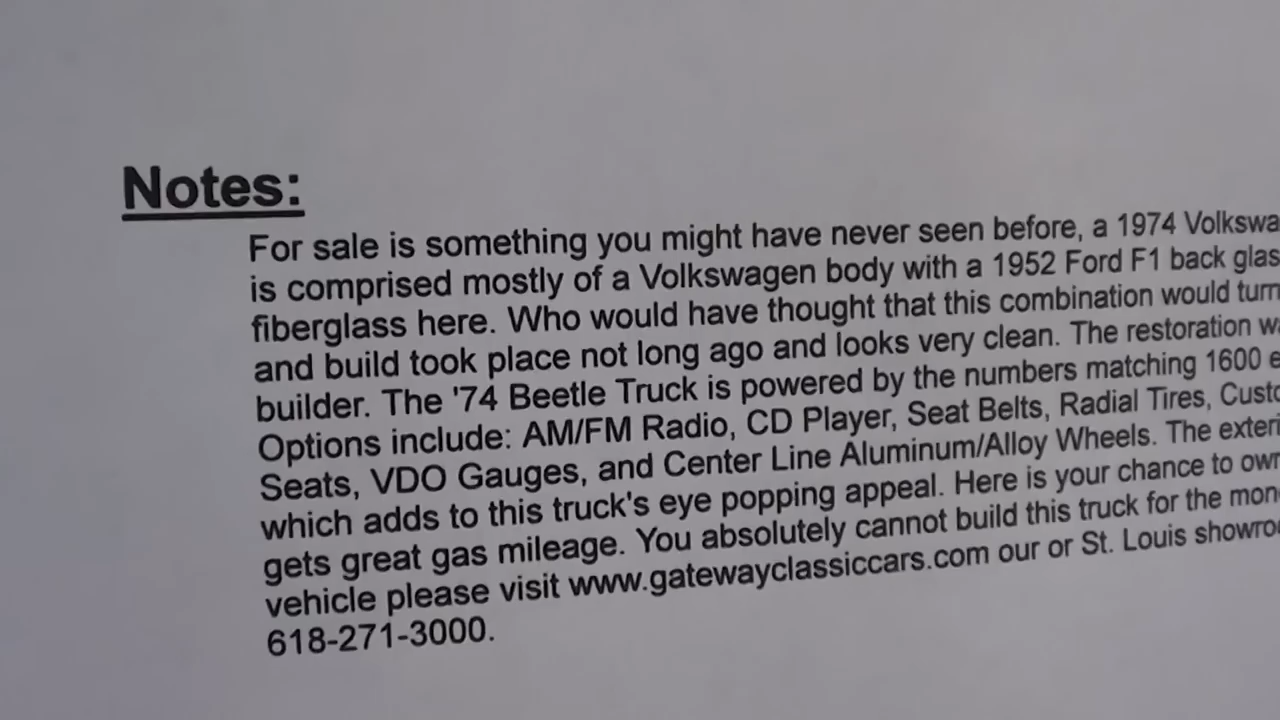 Notes:
For sale is something you might have never seen before, a 1974 Volkswa
is comprised mostly of a Volkswagen body with a 1952 Ford F1 back glas
fiberglass here. Who would have thought that this combination would turn
and build took place not long ago and looks very clean. The restoration wa
builder. The '74 Beetle Truck is powered by the numbers matching 1600 e
Options include: AM/FM Radio, CD Player, Seat Belts, Radial Tires, Custo
Seats, VDO Gauges, and Center Line Aluminum/Alloy Wheels. The exteri
which adds to this truck's eye popping appeal. Here is your chance to own
gets great gas mileage. You absolutely cannot build this truck for the mon
vehicle please visit www.gatewayclassiccars.com our or St. Louis showro
618-271-3000.